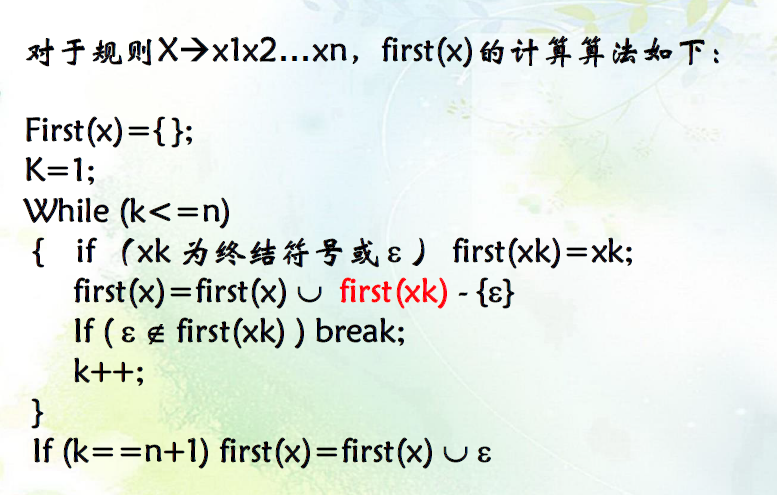 对于规则X→x1x2...xn，first(x)的计算算法如下：
First(x)={};
K=1;
While (k<=n)
{ if （xk 为终结符号或ε） first(xk)=xk;
first(x)=first(x) ∪ first(xk) - {ε}
If ( ε ∉ first(xk) ) break;
k++;
}
If (k==n+1) first(x)=first(x) ∪ ε